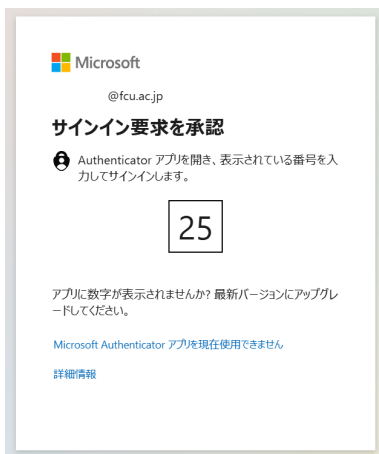 Microsoft
@fcu.ac.jp
サインイン要求を承認
Authenticator アプリを開き、表示されている番号を入
力してサインインします。
25
アプリに数字が表示されませんか? 最新バージョンにアップグレ
ードしてください。
Microsoft Authenticator アプリを現在使用できません
詳細情報